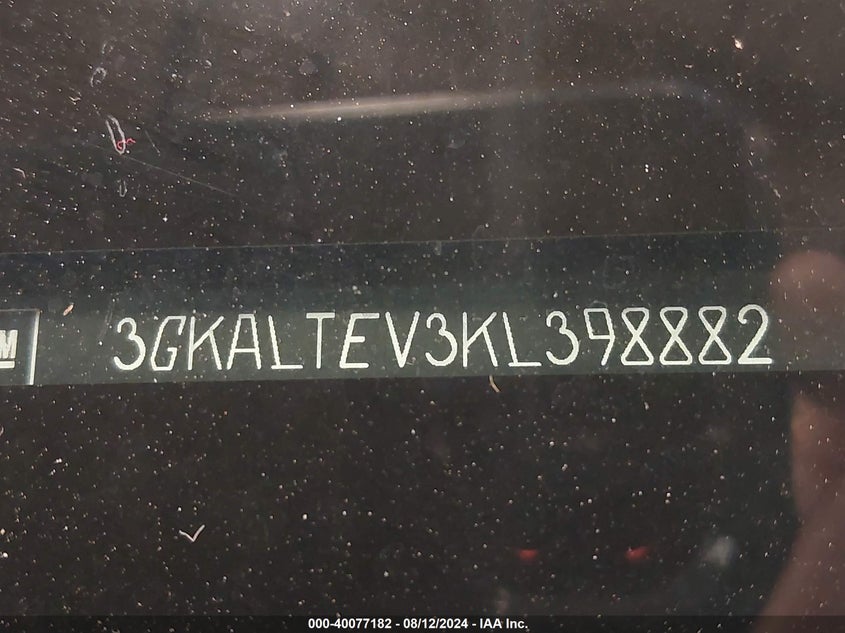 M
3GKALTEV3KL398882
000-40077182 - 08/12/2024 - IAA Inc.